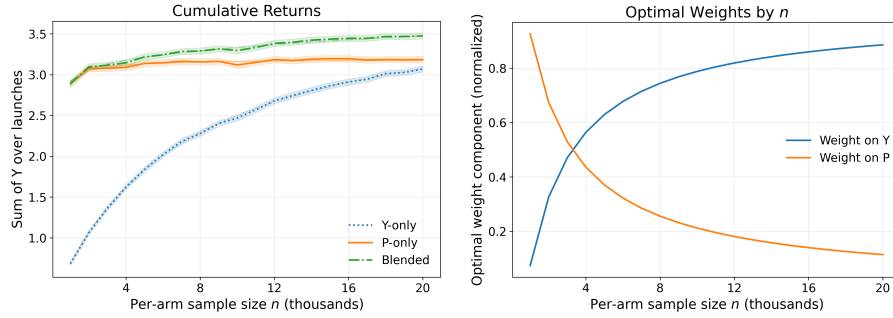 Cumulative Returns
Sum of Y over launches
3.5
3.0
2.5
2.0
1.5
1.0
Y-only
P-only
Blended
4
8
12
16
20
Per-arm sample size n (thousands)
Optimal Weights by n
Optimal weight component (normalized)
0.8
0.6
0.4
0.2
Weight on Y
Weight on P
4
8
12
16
20
Per-arm sample size n (thousands)